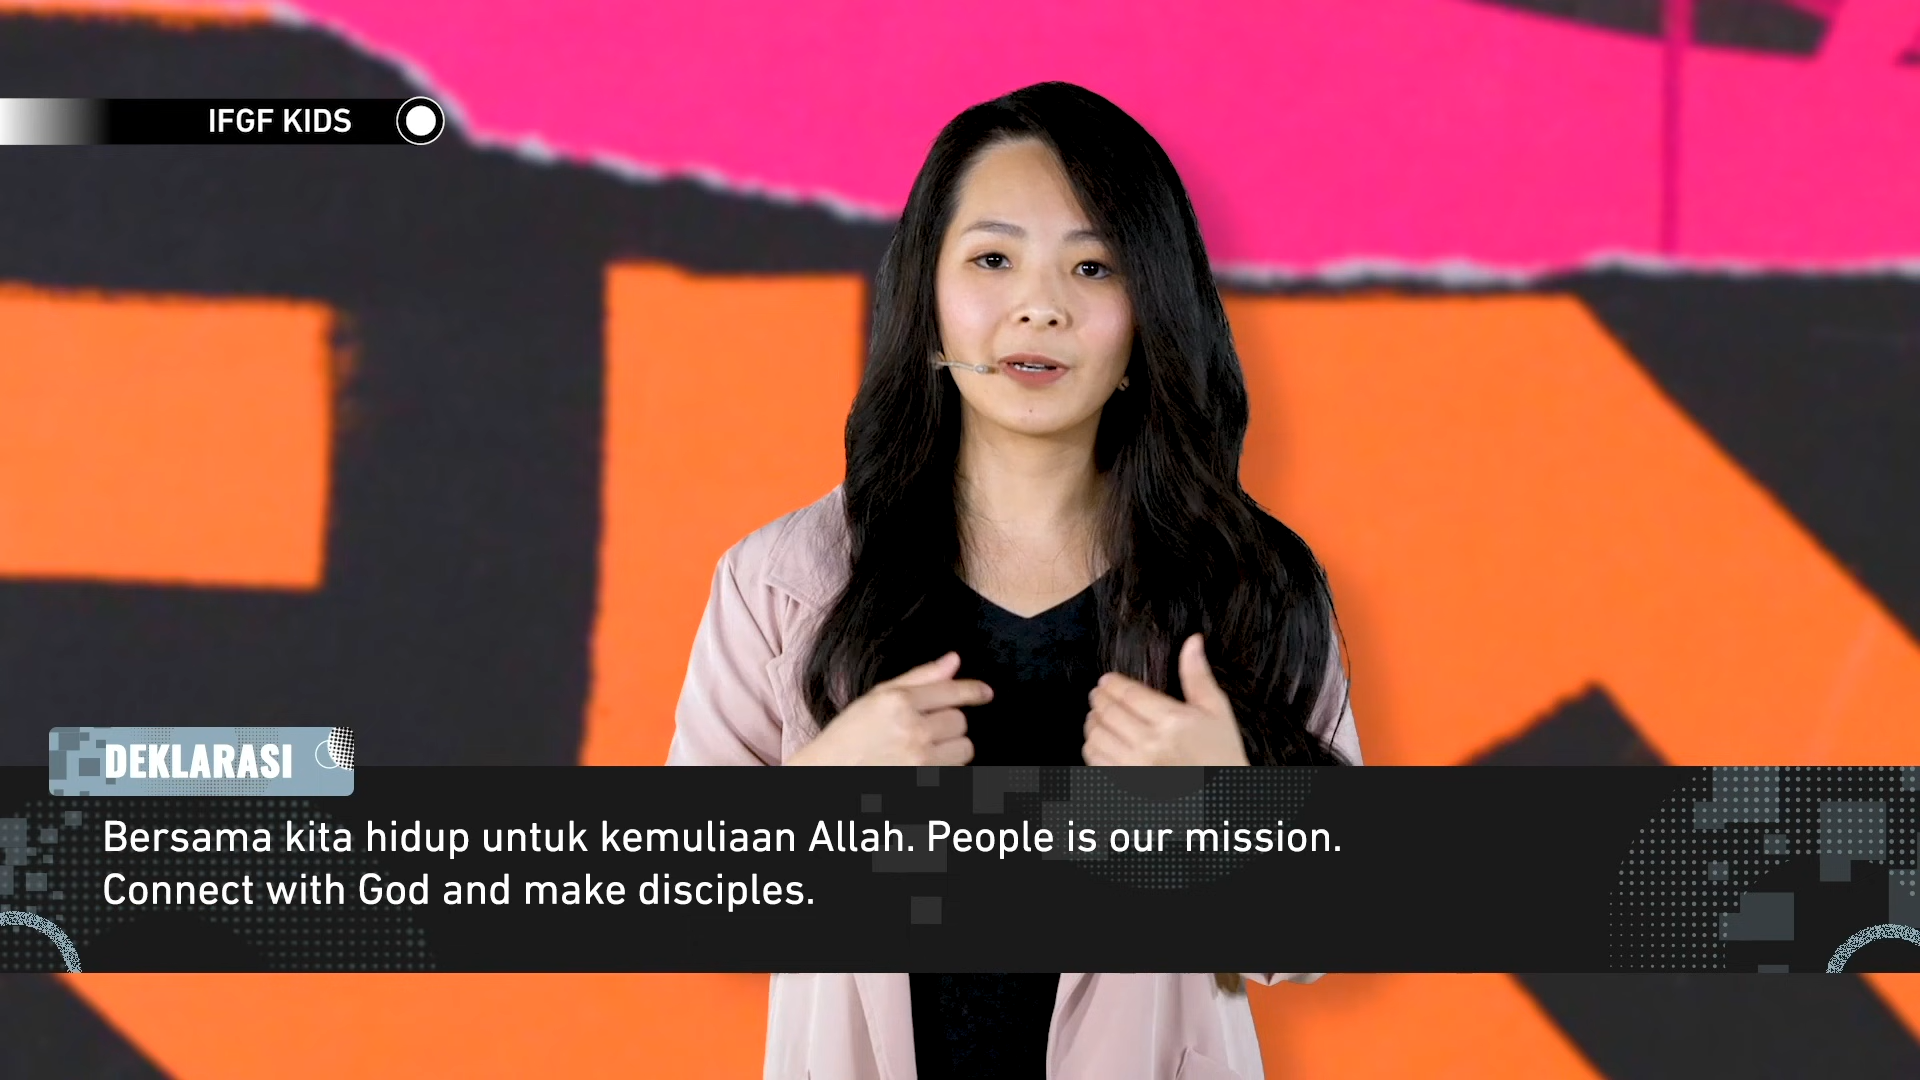 IFGF KIDS
DEKLARASI
Bersama kita hidup untuk kemuliaan Allah. People is our mission.
Connect with God and make disciples.